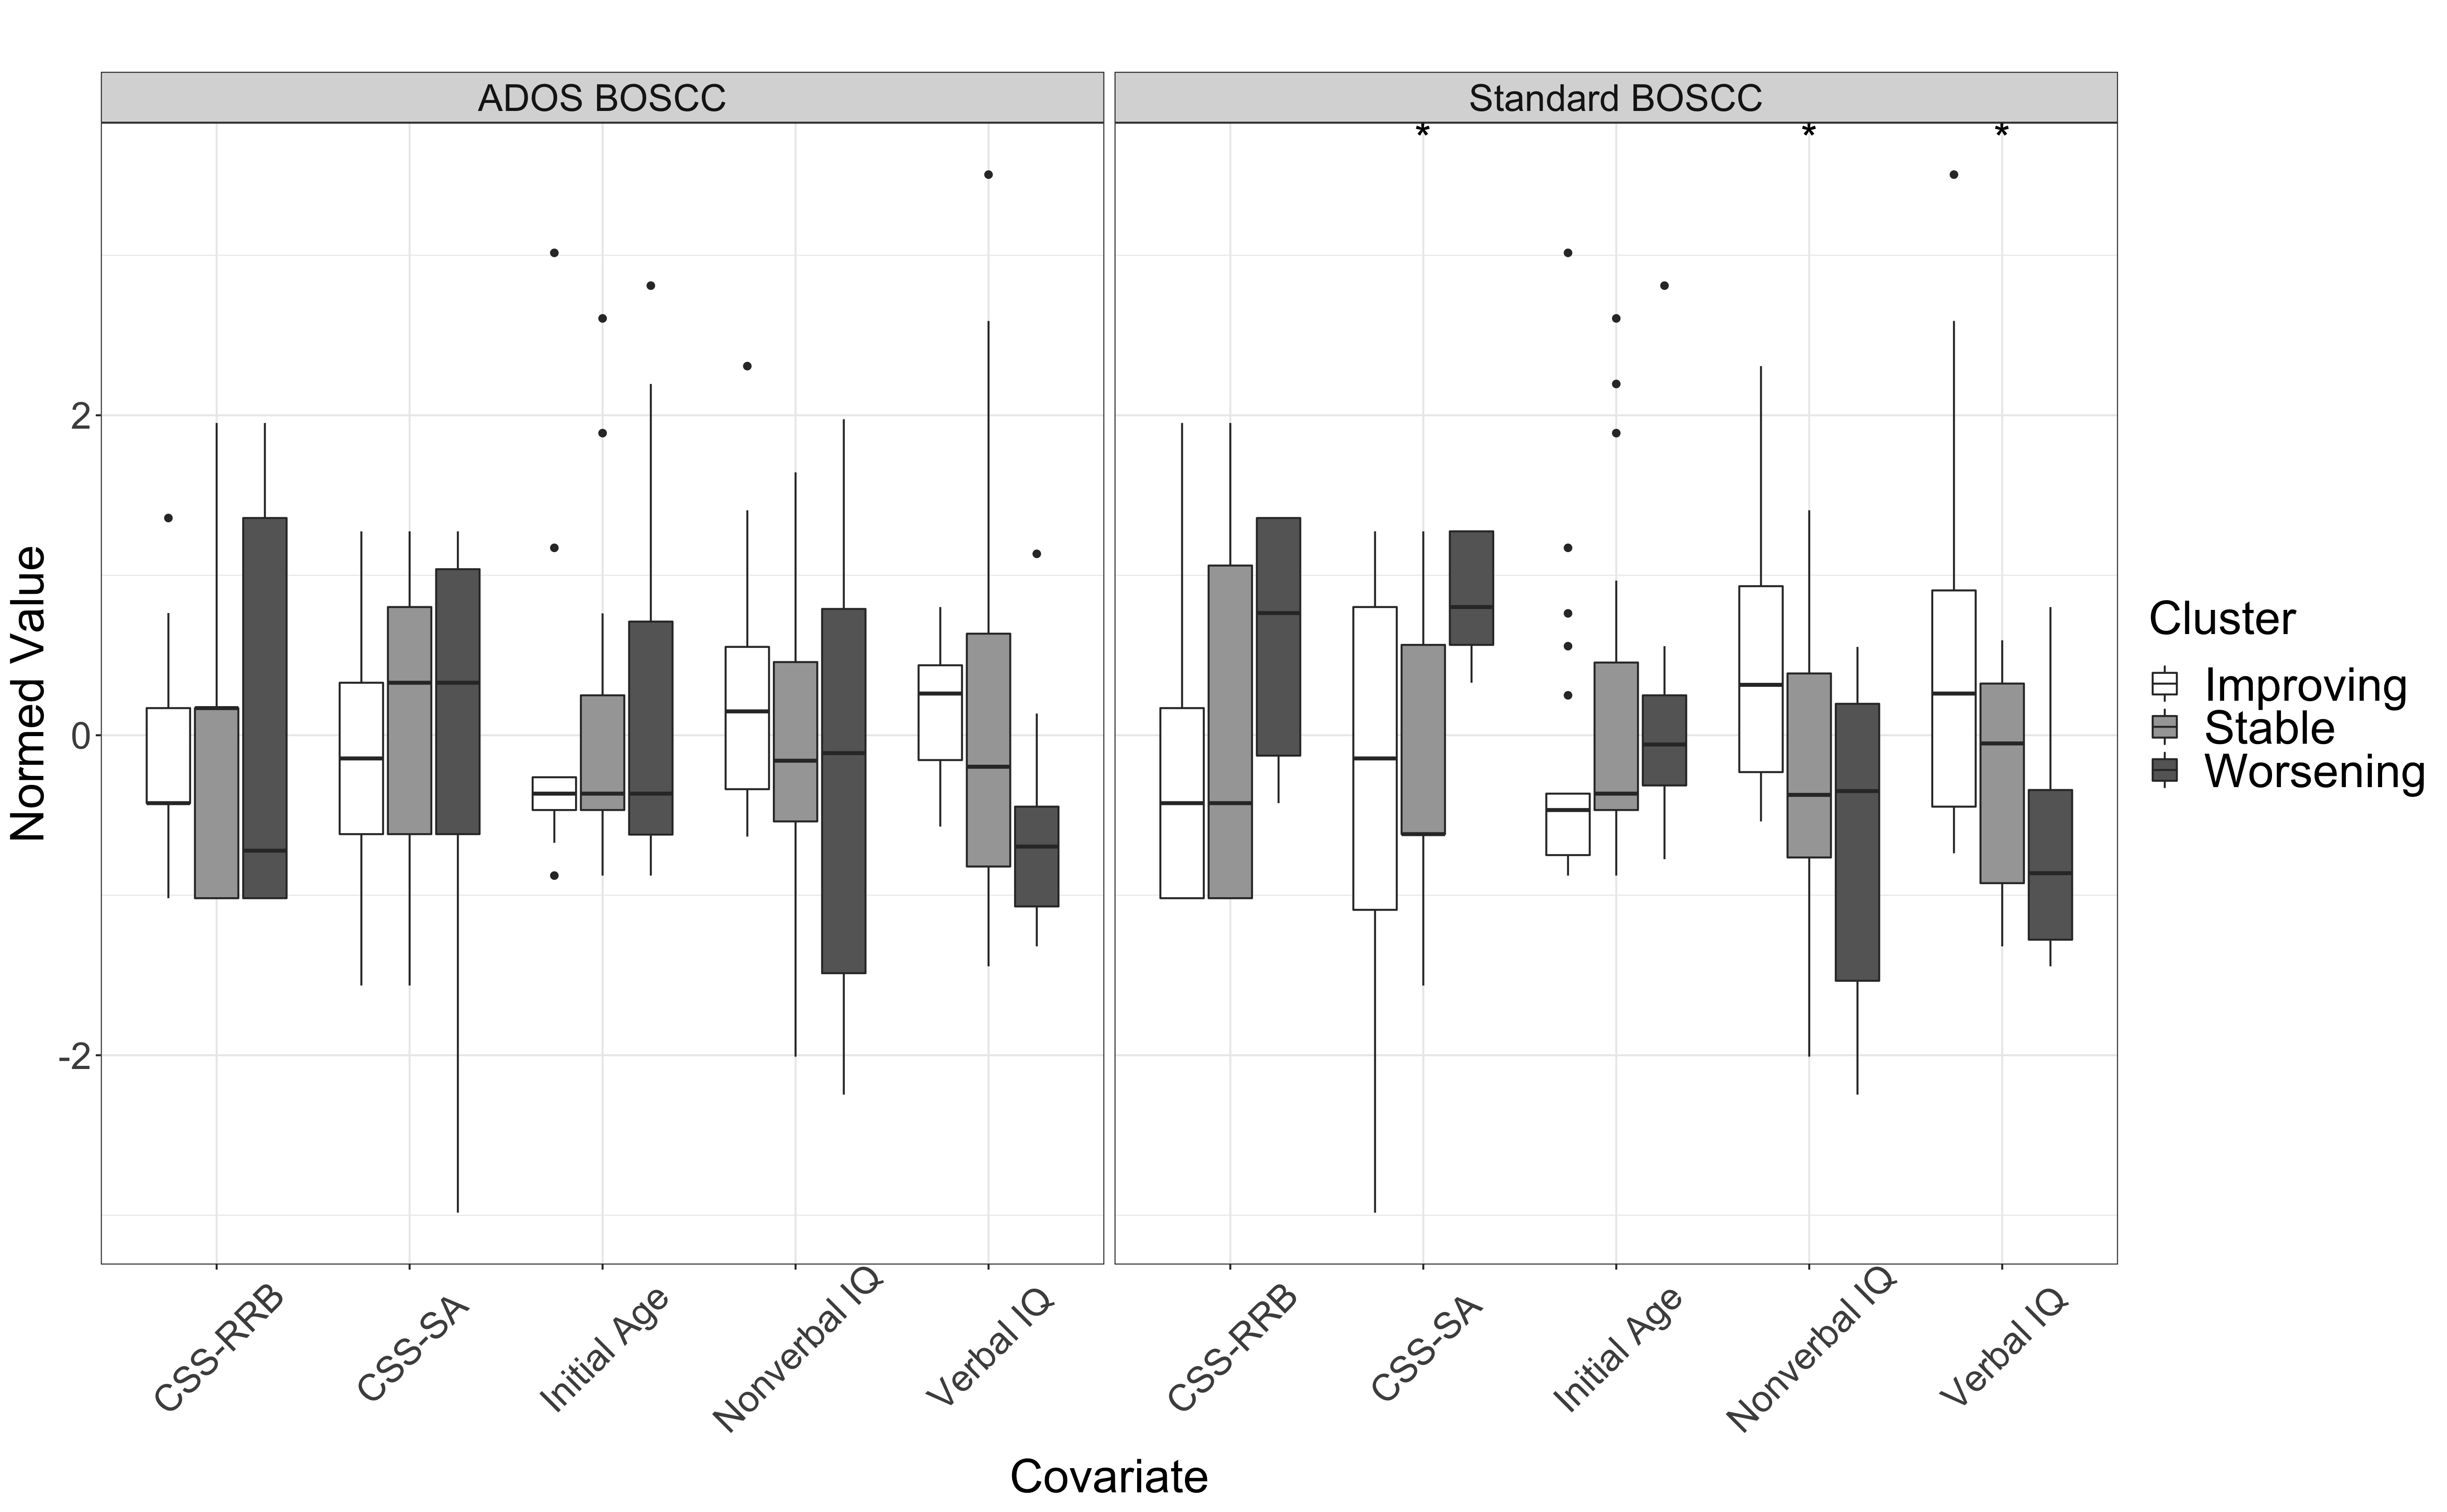 ADOS BOSCC
Standard BOSCC
* * *
Normed Value
2
0
-2
CSS-RRB
CSS-SA
Initial Age
Nonverbal IQ
Verbal IQ
CSS-RRB
CSS-SA
Initial Age
Nonverbal IQ
Verbal IQ
Covariate
Cluster
Improving
Stable
Worsening